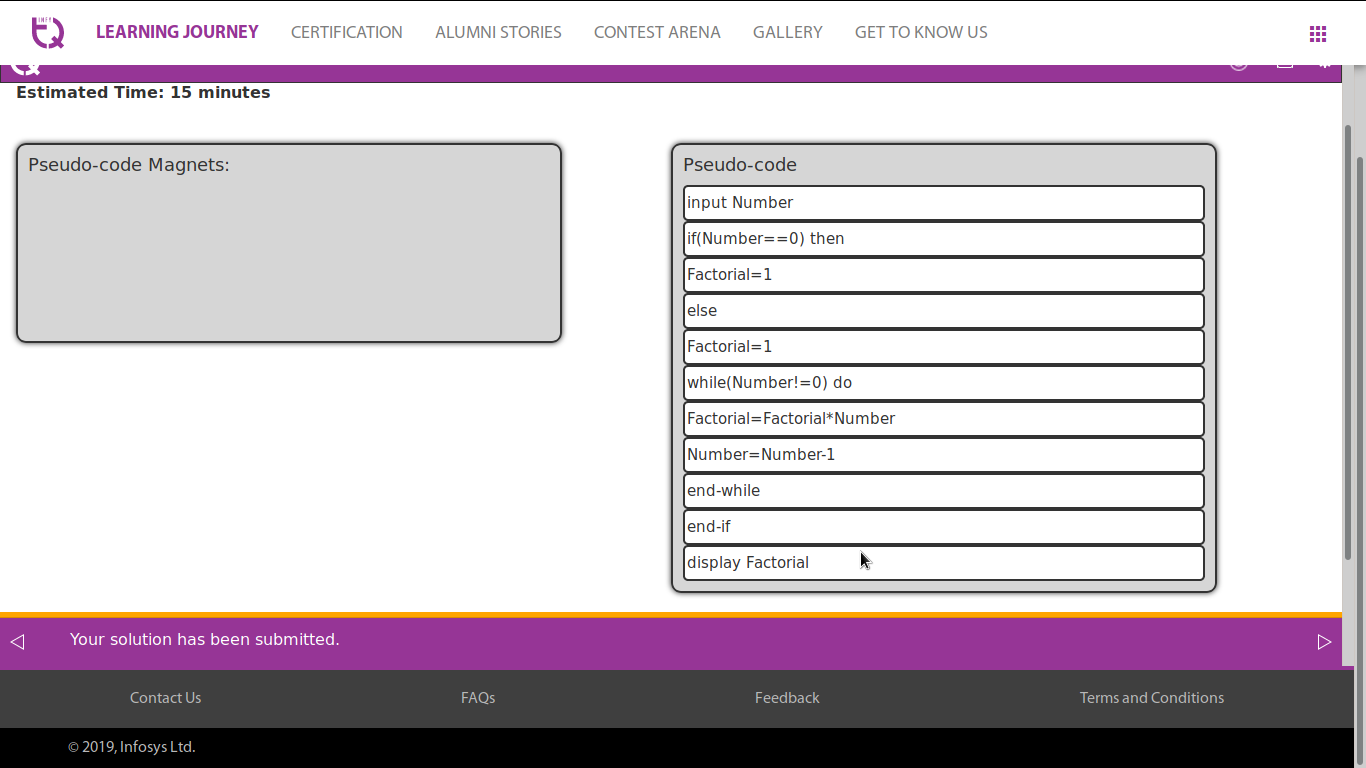 INFY
TQ
LEARNING JOURNEY CERTIFICATION ALUMNI STORIES CONTEST ARENA GALLERY GET TO KNOW US
Estimated Time: 15 minutes
Pseudo-code Magnets:
Pseudo-code
input Number
if(Number==0) then
Factorial=1
else
Factorial=1
while(Number!=0) do
Factorial=Factorial*Number
Number=Number-1
end-while
end-if
display Factorial
Your solution has been submitted.
Contact Us FAQs Feedback Terms and Conditions
© 2019, Infosys Ltd.